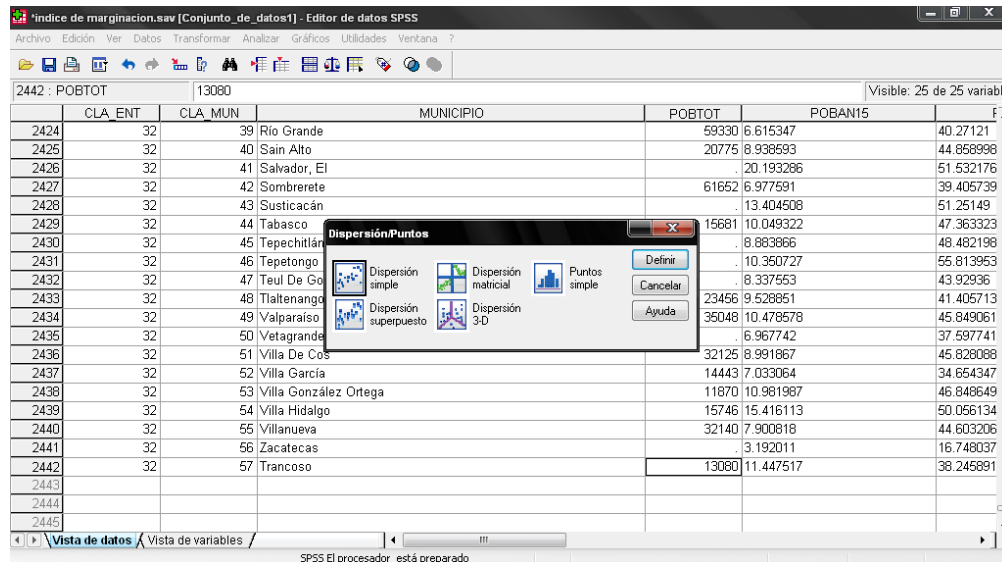 *indice de marginacion.sav [Conjunto_de_datos1] - Editor de datos SPSS
Archivo Edición Ver Datos Transformar Analizar Gráficos Utilidades Ventana ?
2442 : POBTOT 13080 Visible: 25 de 25 variabl
CLA_ENT CLA_MUN MUNICIPIO POBTOT POBAN15
2424 32 39 Río Grande 59330 6.615347 40.27121
2425 32 40 Sain Alto 20775 8.938593 44.858998
2426 32 41 Salvador, El . 20.193286 51.532176
2427 32 42 Sombrerete 61652 6.977591 39.405739
2428 32 43 Susticacán . 13.404508 51.25149
2429 32 44 Tabasco 15681 10.049322 47.363323
2430 32 45 Tepechitlán . 8.883866 48.482198
2431 32 46 Tepetongo . 10.350727 55.813953
2432 32 47 Teul De Go . 8.337553 43.92936
2433 32 48 Tlaltenango 23456 9.528851 41.405713
2434 32 49 Valparaíso 35048 10.478578 45.849061
2435 32 50 Vetagrande . 6.967742 37.597741
2436 32 51 Villa De Cos 32125 8.991867 45.828088
2437 32 52 Villa García 14443 7.033064 34.654347
2438 32 53 Villa González Ortega 11870 10.981987 46.848649
2439 32 54 Villa Hidalgo 15746 15.416113 50.056134
2440 32 55 Villanueva 32140 7.900818 44.603206
2441 32 56 Zacatecas . 3.192011 16.748037
2442 32 57 Trancoso 13080 11.447517 38.245891
2443
2444
2445
Dispersión/Puntos
Dispersión simple
Dispersión matricial
Puntos simple
Dispersión superpuesto
Dispersión 3-D
Definir
Cancelar
Ayuda
Vista de datos Vista de variables
SPSS El procesador está preparado